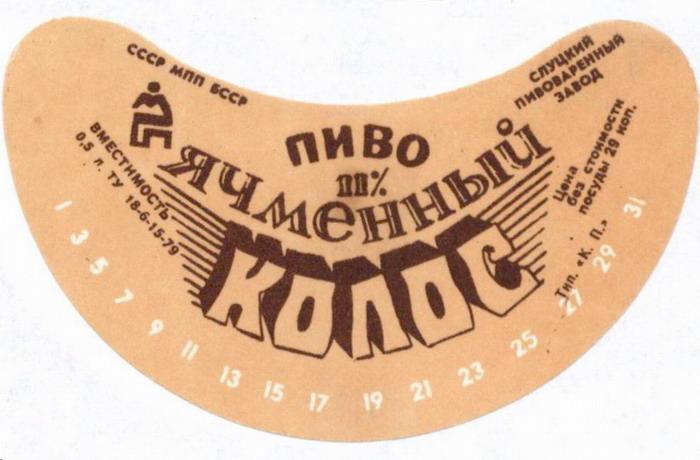 СССР МПП БССР
СЛУЦКИЙ
ПИВОВАРЕННЫЙ
ЗАВОД
ПИВО
11%
ЯЧМЕННЫЙ
КОЛОС
ВМЕСТИМОСТЬ
0,5 л. ТУ 18-6-15-79
Цена
без стоимости
посуды 29 коп.
Тип. «К. П.»
1 3 5 7 9 11 13 15 17 19 21 23 25 27 29 31